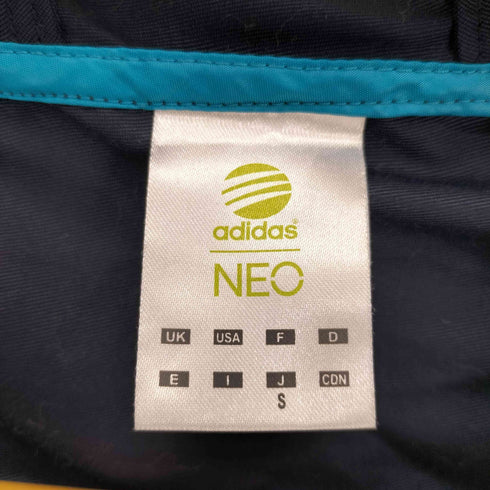 adidas
NEO
UK USA F D
E I J CDN
S